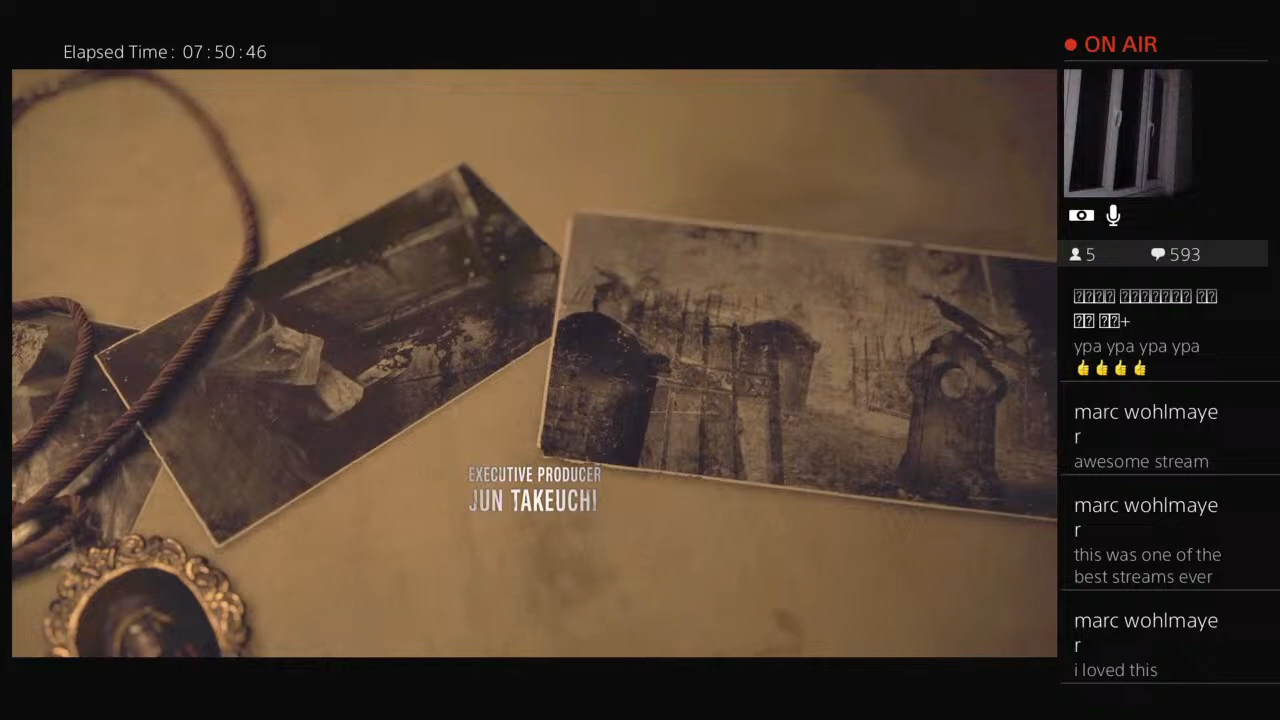 Elapsed Time: 07:50:46
ON AIR
5
593
+
ypa ypa ypa ypa
👍👍👍👍
marc wohlmaye
r
awesome stream
marc wohlmaye
r
this was one of the
best streams ever
marc wohlmaye
r
i loved this
EXECUTIVE PRODUCER
JUN TAKEUCHI